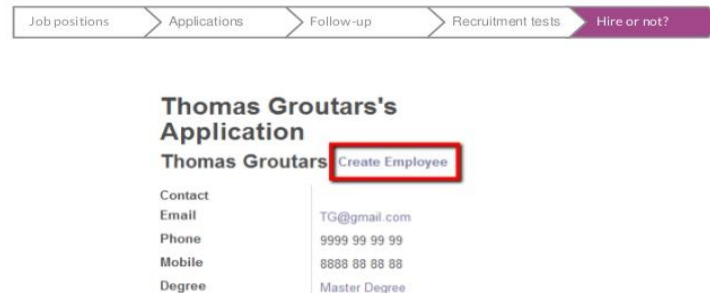 Job positions Applications Follow-up Recruitment tests Hire or not?
Thomas Groutars's
Application
Thomas Groutars Create Employee
Contact
Email TG@gmail.com
Phone 9999 99 99 99
Mobile 8888 88 88 88
Degree Master Degree